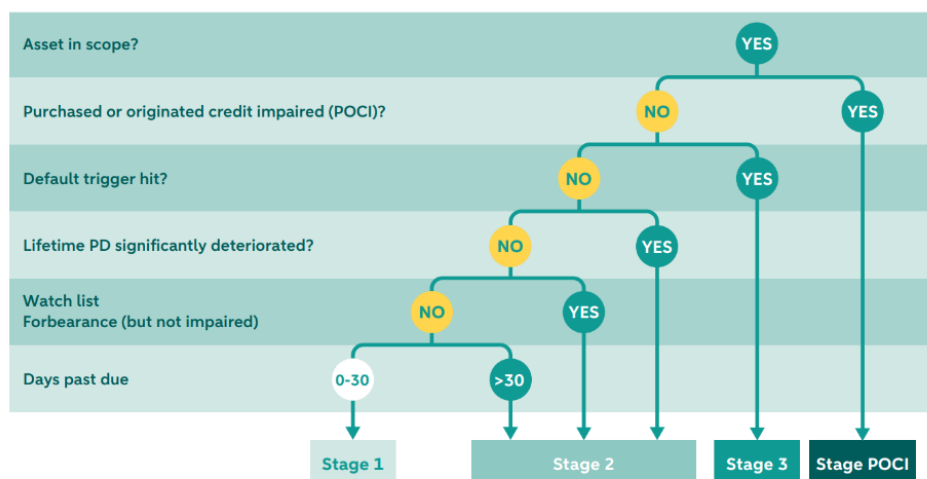 Asset in scope?
YES
Purchased or originated credit impaired (POCI)?
NO
YES
Default trigger hit?
NO
YES
Lifetime PD significantly deteriorated?
NO
YES
Watch list
Forbearance (but not impaired)
NO
YES
Days past due
0-30
>30
Stage 1
Stage 2
Stage 3
Stage POCI